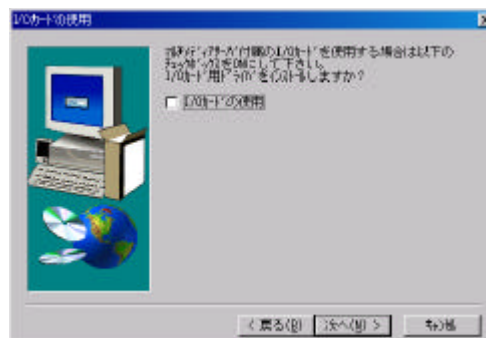 I/Oカードの使用
マルチメディアサーバ付属のI/Oカードを使用する場合は以下の
チェックボックスをONにして下さい。
I/Oカード用ドライバをインストールしますか？
I/Oカードの使用
< 戻る(B)
次へ(N) >
キャンセル